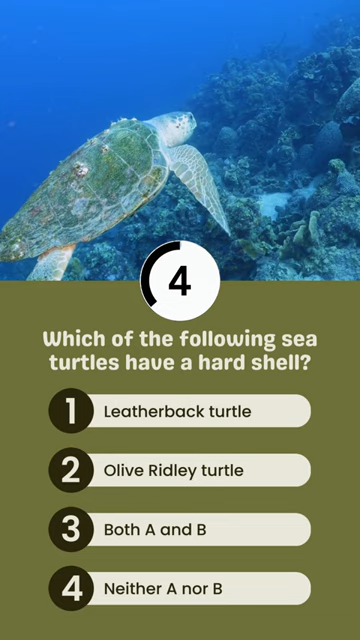 4
Which of the following sea
turtles have a hard shell?
1 Leatherback turtle
2 Olive Ridley turtle
3 Both A and B
4 Neither A nor B